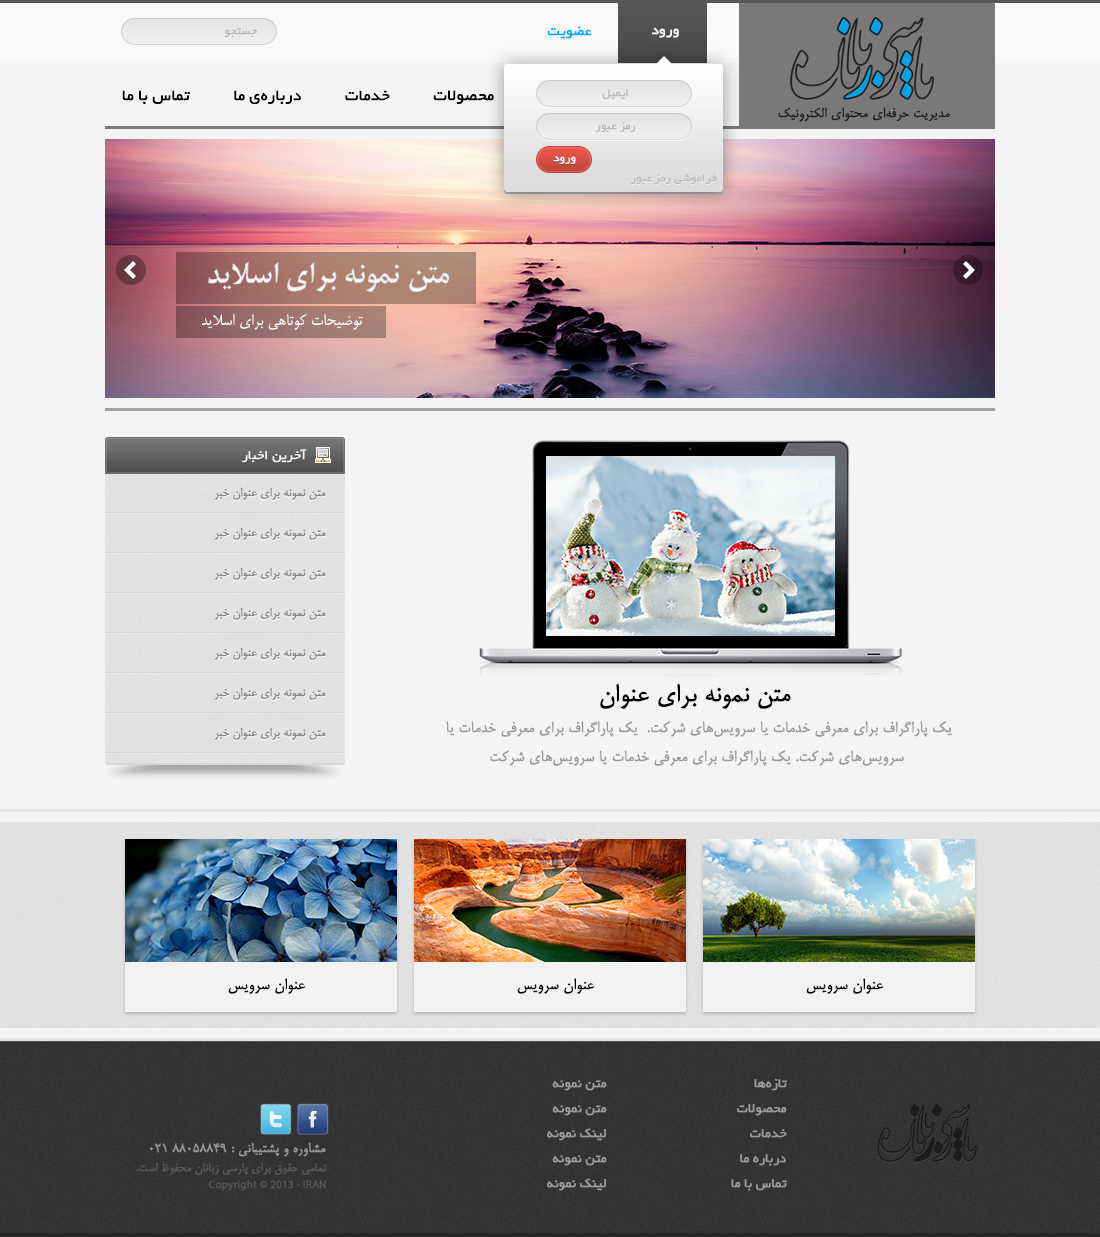 پارسی زبانان
مدیریت حرفه‌ای محتوای الکترونیک
ورود
عضویت
جستجو
محصولات
خدمات
درباره‌ی ما
تماس با ما
ایمیل
رمز عبور
ورود
فراموشی رمز عبور
متن نمونه برای اسلاید
توضیحات کوتاهی برای اسلاید
متن نمونه برای عنوان
یک پاراگراف برای معرفی خدمات یا سرویس‌های شرکت. یک پاراگراف برای معرفی خدمات یا
سرویس‌های شرکت. یک پاراگراف برای معرفی خدمات یا سرویس‌های شرکت
آخرین اخبار
متن نمونه برای عنوان خبر
متن نمونه برای عنوان خبر
متن نمونه برای عنوان خبر
متن نمونه برای عنوان خبر
متن نمونه برای عنوان خبر
متن نمونه برای عنوان خبر
متن نمونه برای عنوان خبر
عنوان سرویس
عنوان سرویس
عنوان سرویس
پارسی زبانان
تازه‌ها
محصولات
خدمات
درباره ما
تماس با ما
متن نمونه
متن نمونه
لینک نمونه
متن نمونه
لینک نمونه
مشاوره و پشتیبانی : ۸۸۰۵۸۸۴۹ ۰۲۱
تمامی حقوق برای پارسی زبانان محفوظ است.
Copyright © 2013 - IRAN